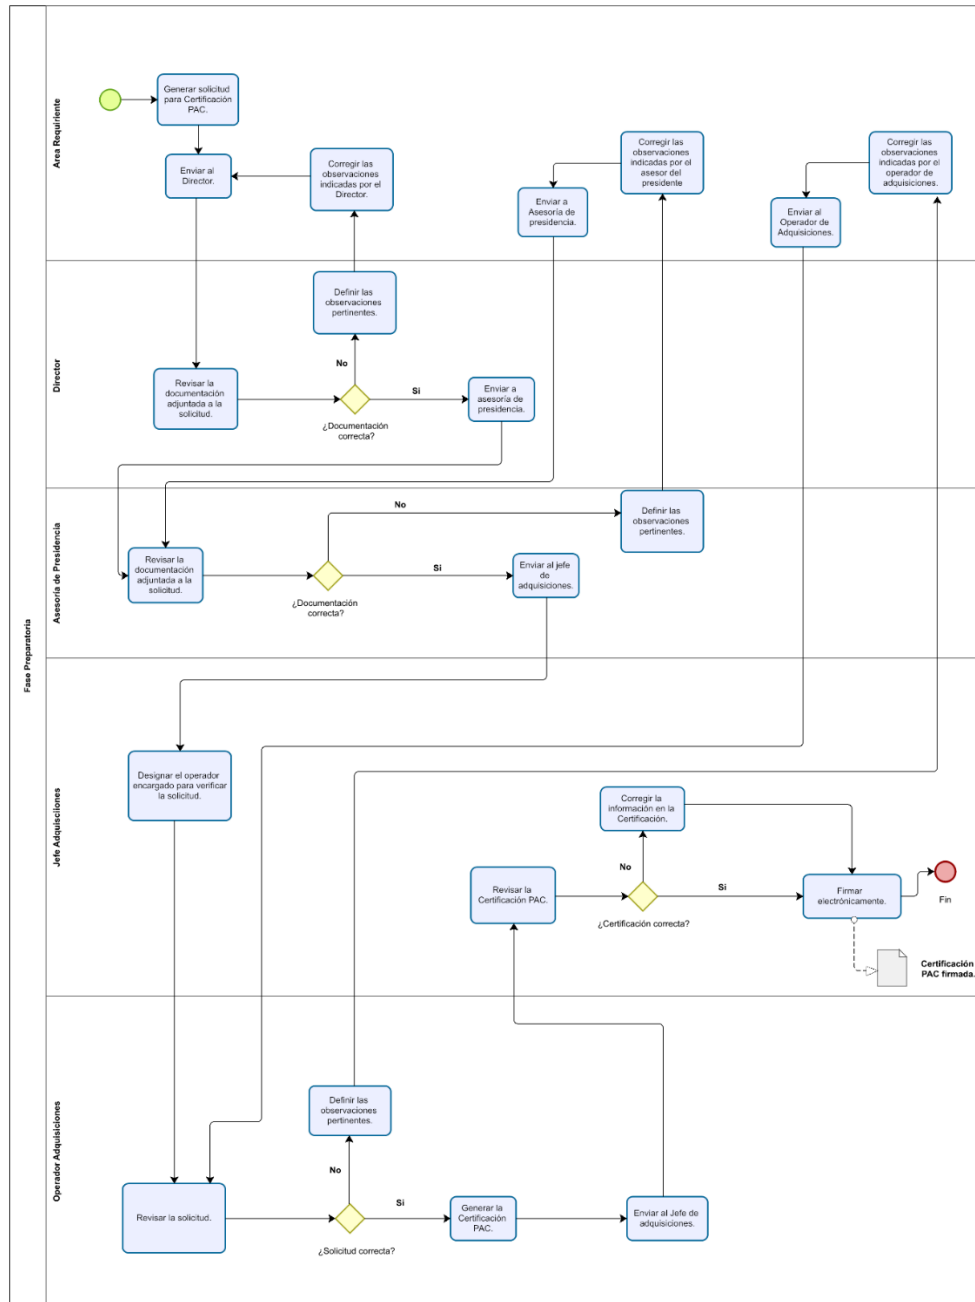 Fase Preparatoria
Area Requiriente
Generar solicitud
para Certificación
PAC.
Enviar al
Director.
Corregir las
observaciones
indicadas por el
Director.
Enviar a
Asesoría de
presidencia.
Corregir las
observaciones
indicadas por el
asesor del
presidente
Enviar al
Operador de
Adquisiciones.
Corregir las
observaciones
indicadas por el
operador de
adquisiciones.
Director
Revisar la
documentación
adjuntada a la
solicitud.
Definir las
observaciones
pertinentes.
No
Si
¿Documentación
correcta?
Enviar a
asesoría de
presidencia.
Asesoría de Presidencia
Revisar la
documentación
adjuntada a la
solicitud.
No
Si
¿Documentación
correcta?
Enviar al jefe
de
adquisiciones.
Definir las
observaciones
pertinentes.
Jefe Adquisciiones
Designar el operador
encargado para verificar
la solicitud.
Revisar la
Certificación PAC.
Corregir la
información en la
Certificación.
No
Si
¿Certificación correcta?
Firmar
electrónicamente.
Fin
Certificación
PAC firmada.
Operador Adquisiciones
Revisar la solicitud.
Definir las
observaciones
pertinentes.
No
Si
¿Solicitud correcta?
Generar la
Certificación
PAC.
Enviar al Jefe de
adquisiciones.